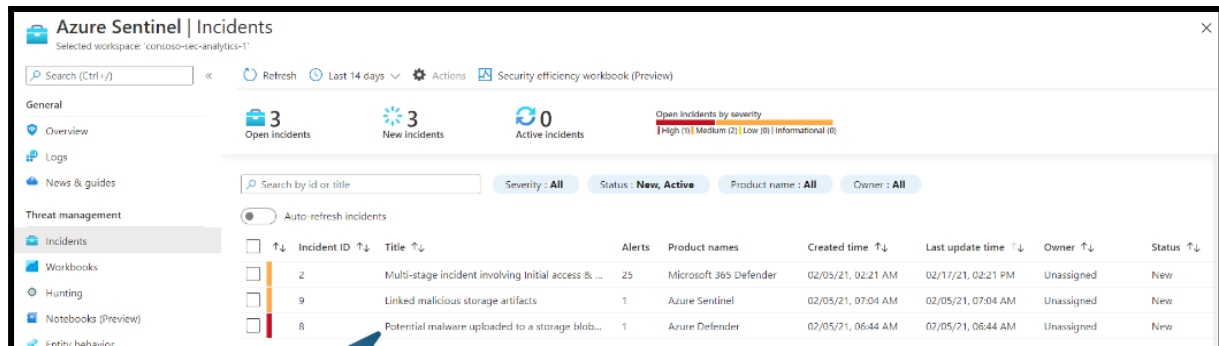 Azure Sentinel | Incidents
Selected workspace: 'consoso-sec-analytics-1'
Search (Ctrl+/)
«
Refresh Last 14 days Actions Security efficiency workbook (Preview)
General
Overview
Logs
News & guides
Threat management
Incidents
Workbooks
Hunting
Notebooks (Preview)
Entity behavior
3
Open incidents
3
New incidents
0
Active incidents
Open incidents by severity
High (1) Medium (2) Low (0) Informational (0)
Search by id or title Severity : All Status : New, Active Product name : All Owner : All
Auto-refresh incidents
Incident ID Title Alerts Product names Created time Last update time Owner Status
2 Multi-stage incident involving Initial access & ... 25 Microsoft 365 Defender 02/05/21, 02:21 AM 02/17/21, 02:21 PM Unassigned New
9 Linked malicious storage artifacts 1 Azure Sentinel 02/05/21, 07:04 AM 02/05/21, 07:04 AM Unassigned New
8 Potential malware uploaded to a storage blob... 1 Azure Defender 02/05/21, 06:44 AM 02/05/21, 06:44 AM Unassigned New